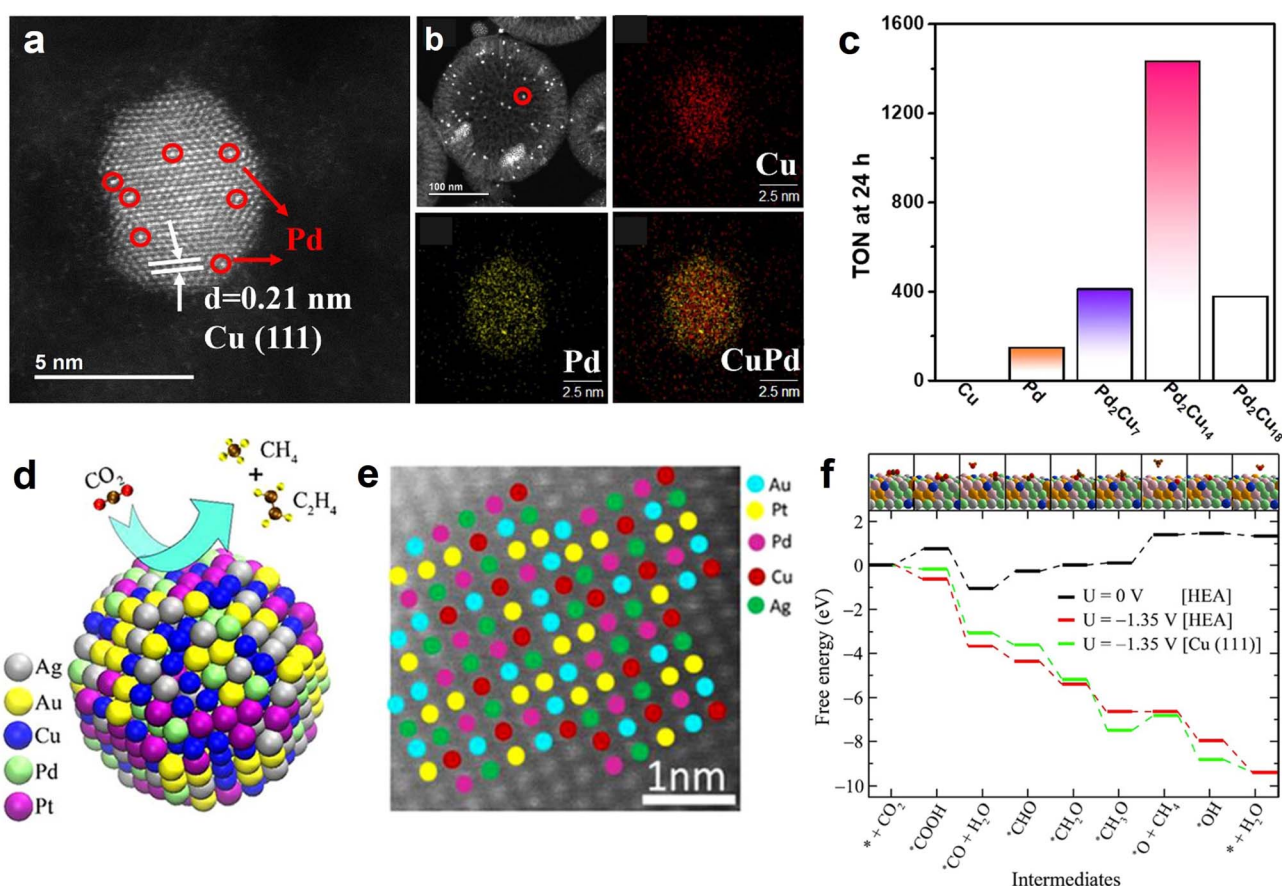 a
Pd
d=0.21 nm
Cu (111)
5 nm
b
100 nm
Cu
2.5 nm
Pd
2.5 nm
CuPd
2.5 nm
c
1600
1200
800
400
0
TON at 24 h
Cu
Pd
Pd₂Cu₇
Pd₂Cu₁₄
Pd₂Cu₁₈
d
CO₂
CH₄
+
C₂H₄
Ag
Au
Cu
Pd
Pt
e
Au
Pt
Pd
Cu
Ag
1nm
f
2
0
−2
−4
−6
−8
−10
Free energy (eV)
U = 0 V [HEA]
U = −1.35 V [HEA]
U = −1.35 V [Cu (111)]
* + CO₂
*COOH
*CO + H₂O
*CHO
*CH₂O
*CH₃O
*O + CH₄
*OH
* + H₂O
Intermediates